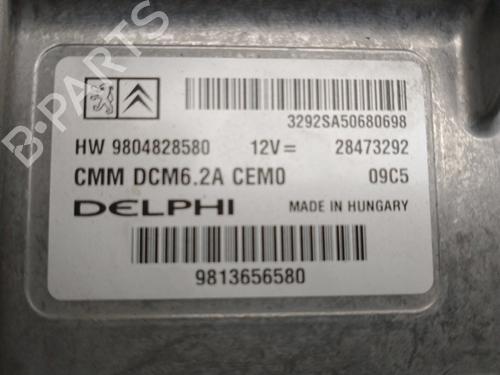 3292SA50680698
HW 9804828580 12V= 28473292
CMM DCM6.2A CEM0 09C5
DELPHI MADE IN HUNGARY
9813656580
B-PARTS